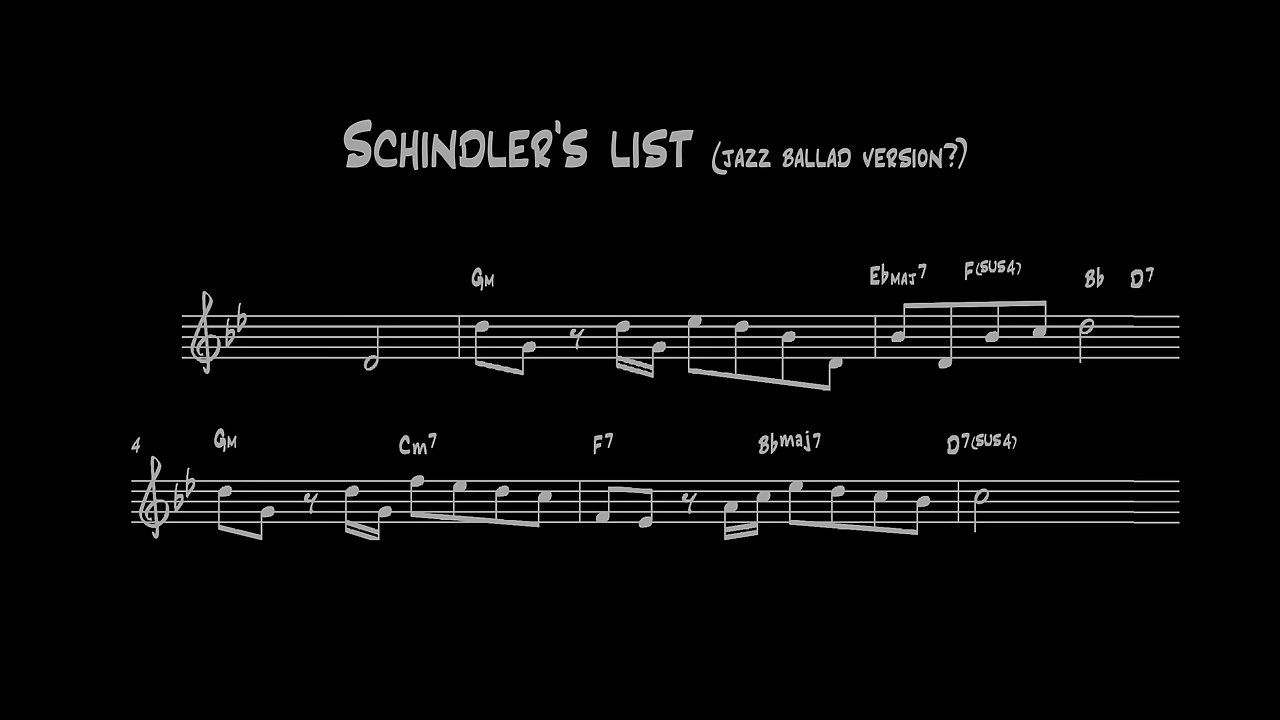 Schindler's list (jazz ballad version?)
Gm Ebmaj7 F(sus4) Bb D7
4
Gm Cm7 F7 Bbmaj7 D7(sus4)